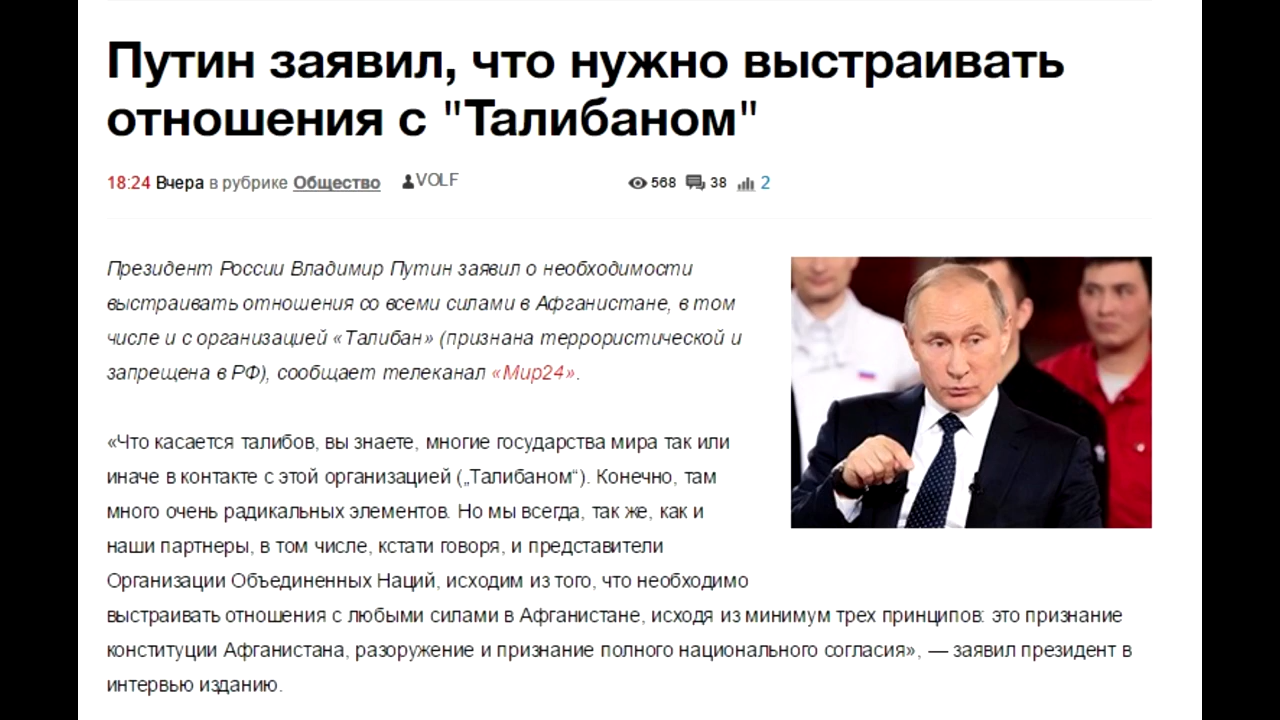 Путин заявил, что нужно выстраивать
отношения с "Талибаном"
18:24 Вчера в рубрике Общество VOLF 568 38 2
Президент России Владимир Путин заявил о необходимости
выстраивать отношения со всеми силами в Афганистане, в том
числе и с организацией «Талибан» (признана террористической и
запрещена в РФ), сообщает телеканал «Мир24».
«Что касается талибов, вы знаете, многие государства мира так или
иначе в контакте с этой организацией („Талибаном“). Конечно, там
много очень радикальных элементов. Но мы всегда, так же, как и
наши партнеры, в том числе, кстати говоря, и представители
Организации Объединенных Наций, исходим из того, что необходимо
выстраивать отношения с любыми силами в Афганистане, исходя из минимум трех принципов: это признание
конституции Афганистана, разоружение и признание полного национального согласия», — заявил президент в
интервью изданию.